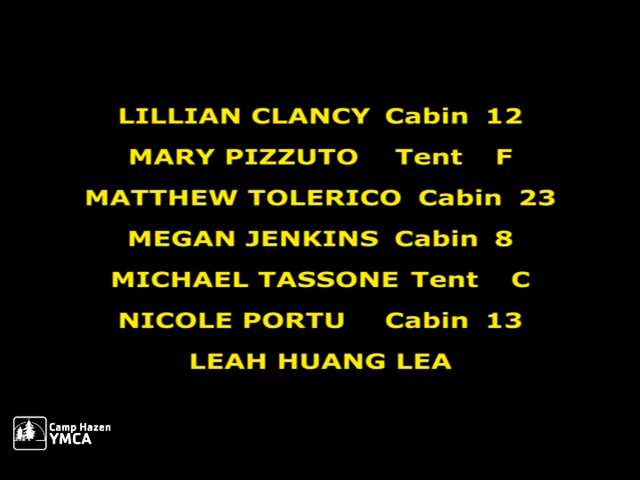 LILLIAN CLANCY Cabin 12
MARY PIZZUTO Tent F
MATTHEW TOLERICO Cabin 23
MEGAN JENKINS Cabin 8
MICHAEL TASSONE Tent C
NICOLE PORTU Cabin 13
LEAH HUANG LEA
Camp Hazen
YMCA